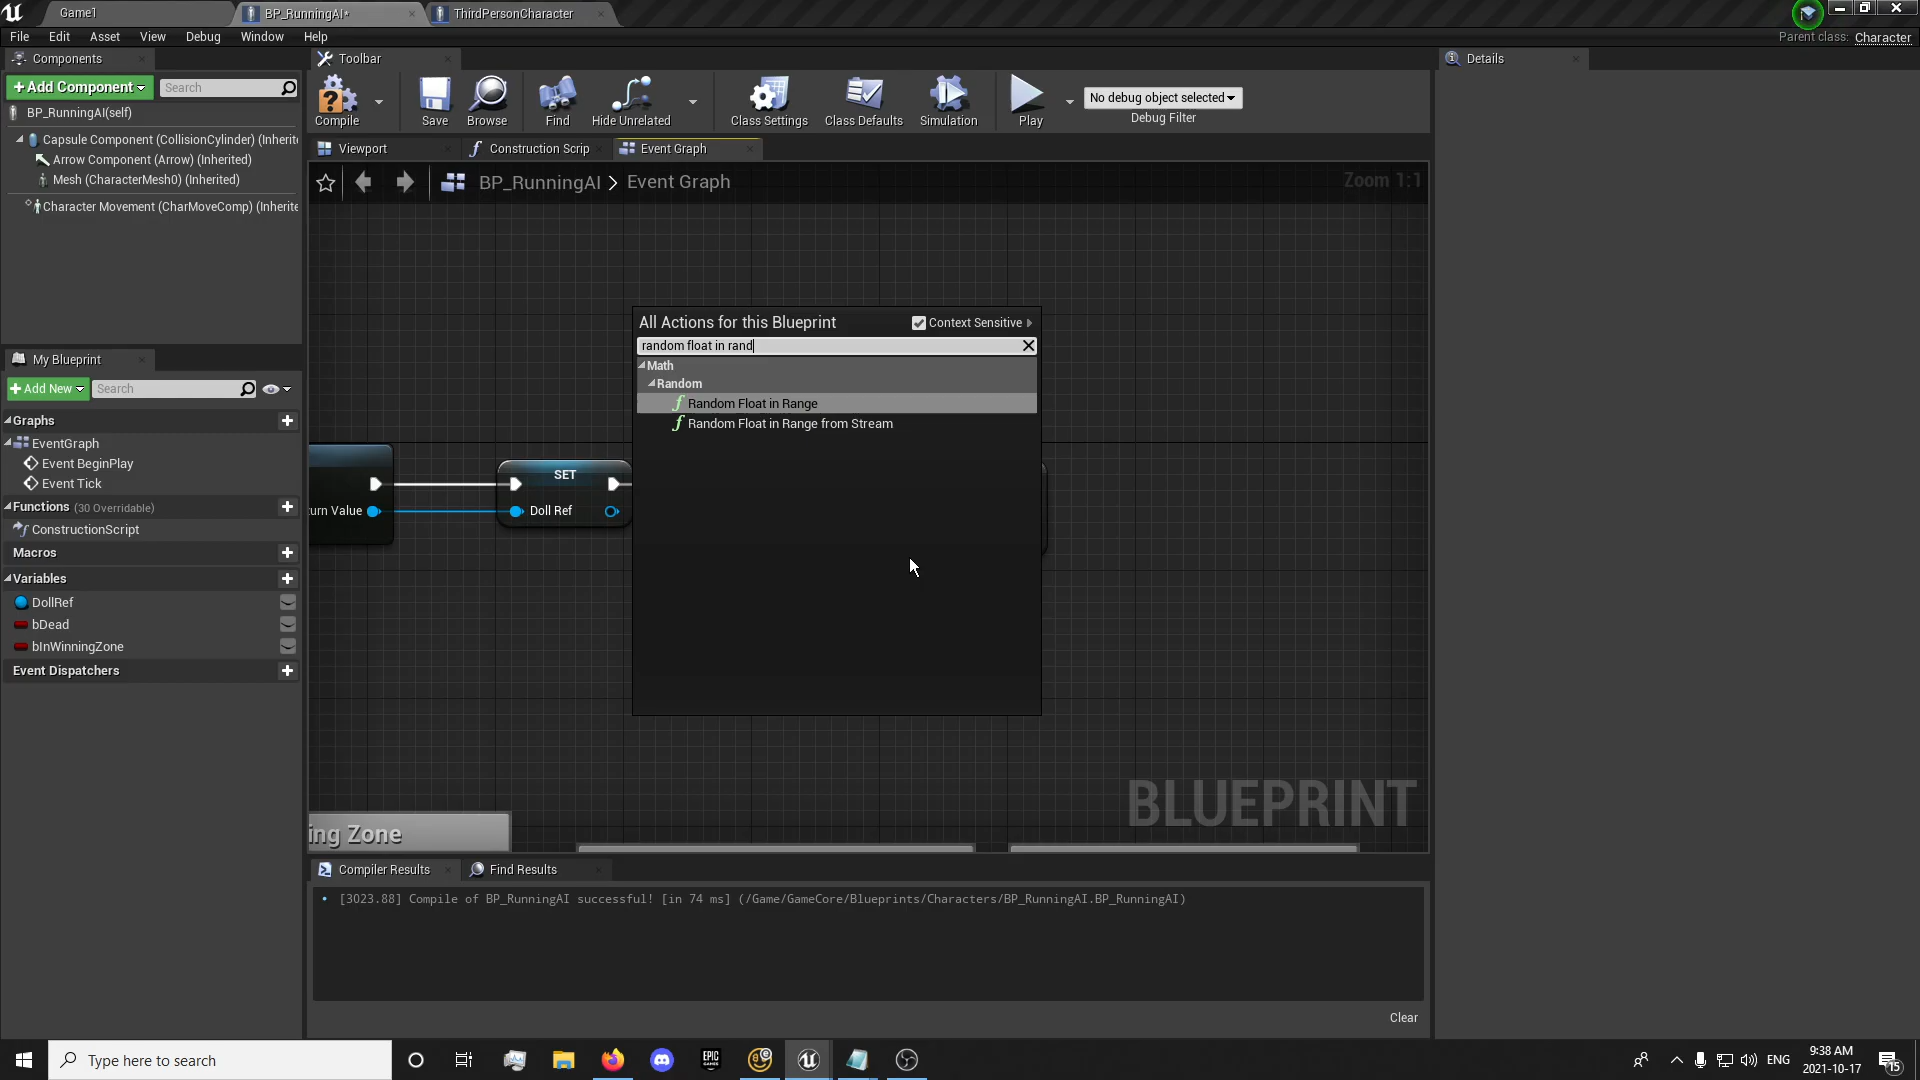 Game1
BP_RunningAI*
ThirdPersonCharacter
File Edit Asset View Debug Window Help
Parent class: Character
Components
Toolbar
Details
+Add Component
Search
BP_RunningAI(self)
Capsule Component (CollisionCylinder) (Inherit
Arrow Component (Arrow) (Inherited)
Mesh (CharacterMesh0) (Inherited)
Character Movement (CharMoveComp) (Inherite
Compile
Save
Browse
Find
Hide Unrelated
Class Settings
Class Defaults
Simulation
Play
No debug object selected
Debug Filter
Viewport
Construction Scrip
Event Graph
BP_RunningAI > Event Graph
Zoom 1:1
My Blueprint
+Add New
Search
Graphs
EventGraph
Event BeginPlay
Event Tick
Functions (30 Overridable)
ConstructionScript
Macros
Variables
DollRef
bDead
bInWinningZone
Event Dispatchers
All Actions for this Blueprint
Context Sensitive
random float in rand
Math
Random
Random Float in Range
Random Float in Range from Stream
urn Value
SET
Doll Ref
ing Zone
BLUEPRINT
Compiler Results
Find Results
[3023.88] Compile of BP_RunningAI successful! [in 74 ms] (/Game/GameCore/Blueprints/Characters/BP_RunningAI.BP_RunningAI)
Clear
Type here to search
EPIC
ENG
9:38 AM
2021-10-17
15